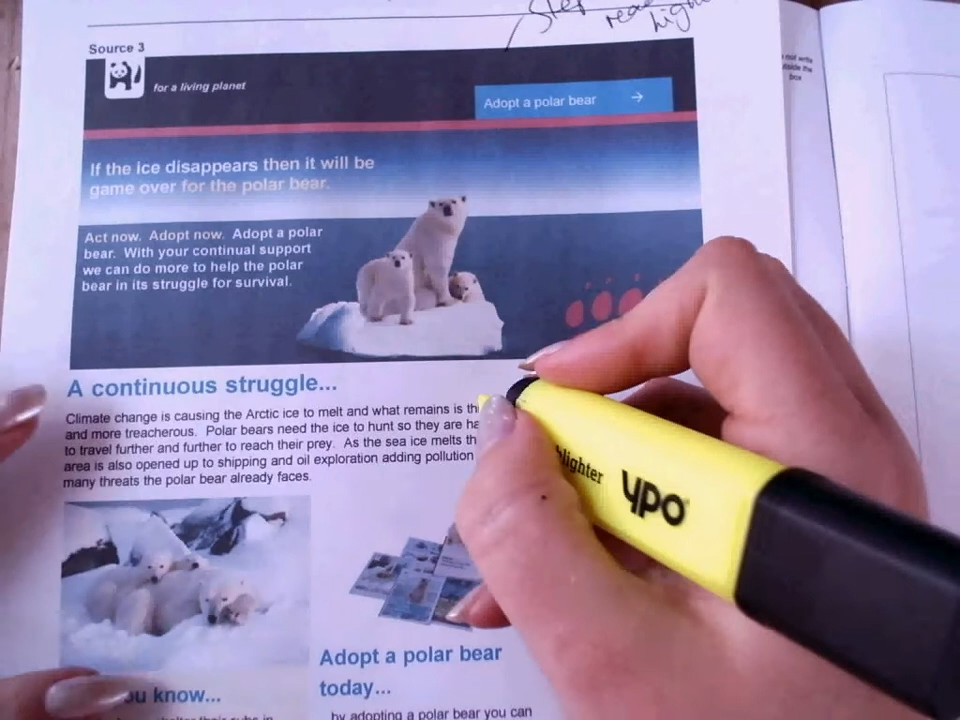 Step
Source 3
for a living planet
Adopt a polar bear
If the ice disappears then it will be
game over for the polar bear.
Act now. Adopt now. Adopt a polar
bear. With your continual support
we can do more to help the polar
bear in its struggle for survival.
A continuous struggle...
Climate change is causing the Arctic ice to melt and what remains is
and more treacherous. Polar bears need the ice to hunt so they are
to travel further and further to reach their prey. As the sea ice melts
area is also opened up to shipping and oil exploration adding pollution
many threats the polar bear already faces.
hlighter
ypo
Adopt a polar bear
today...
know...
by adopting a polar bear you can